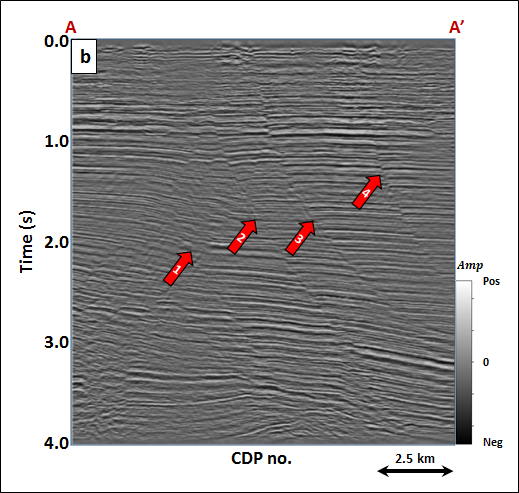 A A’
0.0
b
1.0
4
2
3
2.0
1
Time (s)
Amp
Pos
3.0
0
4.0
Neg
CDP no.
2.5 km